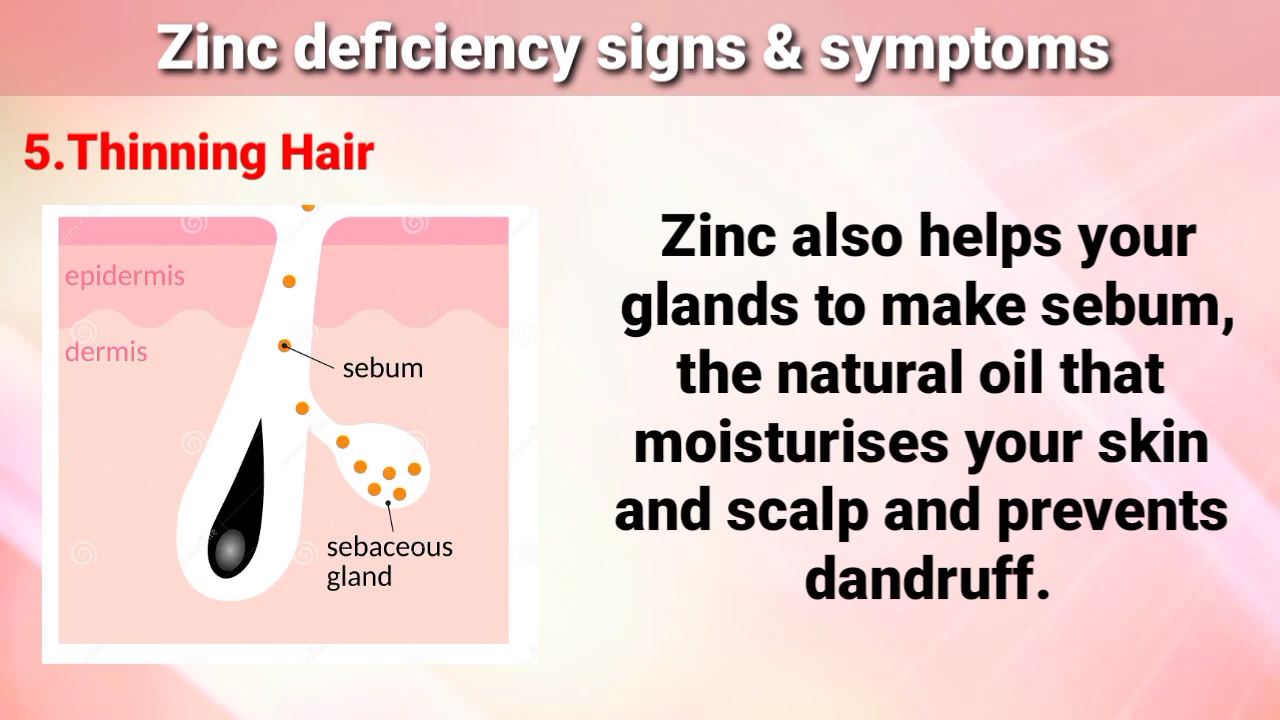 Zinc deficiency signs & symptoms
5.Thinning Hair
epidermis
dermis
sebum
sebaceous
gland
Zinc also helps your
glands to make sebum,
the natural oil that
moisturises your skin
and scalp and prevents
dandruff.